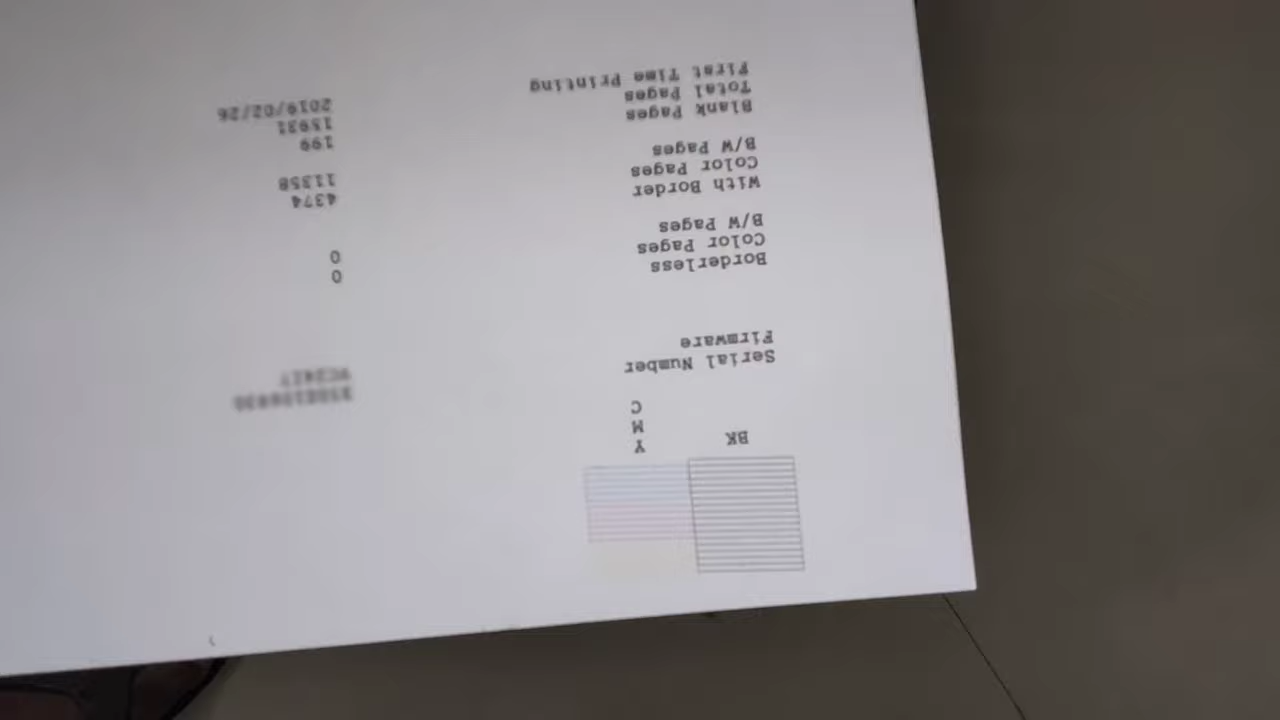 BK Y
M
C
Serial Number
Firmware
Borderless
Color Pages 0
B/W Pages 0
With Border
Color Pages 4374
B/W Pages 11358
Blank Pages 199
Total Pages 15931
First Time Printing 2019/02/26